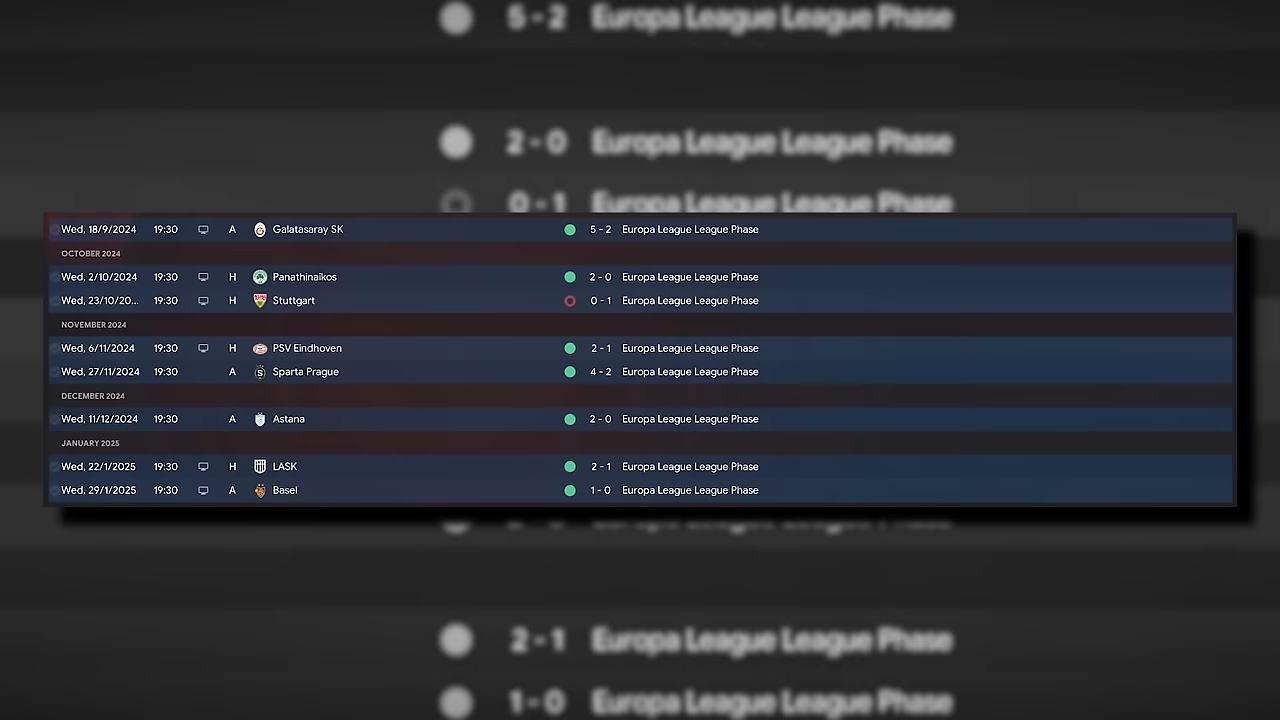 5 - 2 Europa League League Phase
2 - 0 Europa League League Phase
0 - 1 Europa League League Phase
Wed, 18/9/2024 19:30 A Galatasaray SK 5 - 2 Europa League League Phase
OCTOBER 2024
Wed, 2/10/2024 19:30 H Panathinaikos 2 - 0 Europa League League Phase
Wed, 23/10/20... 19:30 H Stuttgart 0 - 1 Europa League League Phase
NOVEMBER 2024
Wed, 6/11/2024 19:30 H PSV Eindhoven 2 - 1 Europa League League Phase
Wed, 27/11/2024 19:30 A Sparta Prague 4 - 2 Europa League League Phase
DECEMBER 2024
Wed, 11/12/2024 19:30 A Astana 2 - 0 Europa League League Phase
JANUARY 2025
Wed, 22/1/2025 19:30 H LASK 2 - 1 Europa League League Phase
Wed, 29/1/2025 19:30 A Basel 1 - 0 Europa League League Phase
2 - 1 Europa League League Phase
1 - 0 Europa League League Phase